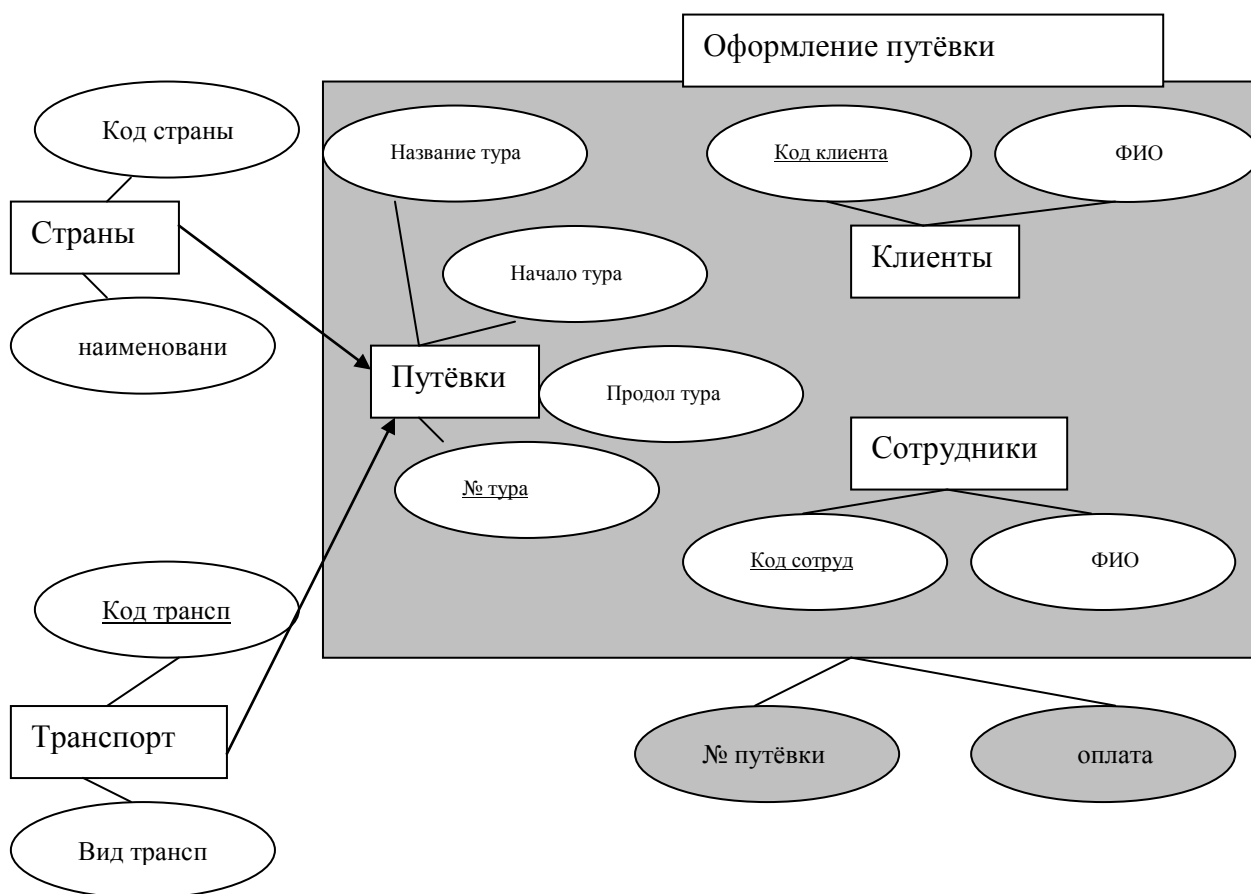 Оформление путёвки
Код страны
Название тура
Код клиента
ФИО
Страны
Клиенты
Начало тура
наименовани
Путёвки
Продол тура
Сотрудники
№ тура
Код сотруд
ФИО
Код трансп
Транспорт
№ путёвки
оплата
Вид трансп